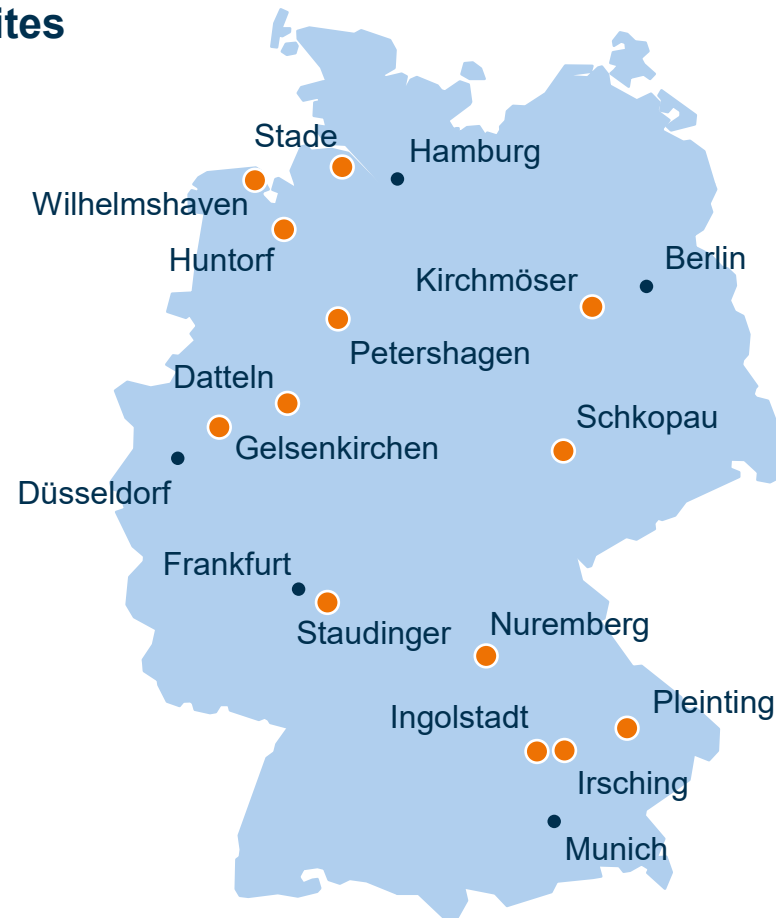 ites
Stade
Hamburg
Wilhelmshaven
Huntorf
Berlin
Kirchmöser
Petershagen
Datteln
Schkopau
Gelsenkirchen
Düsseldorf
Frankfurt
Nuremberg
Staudinger
Pleinting
Ingolstadt
Irsching
Munich